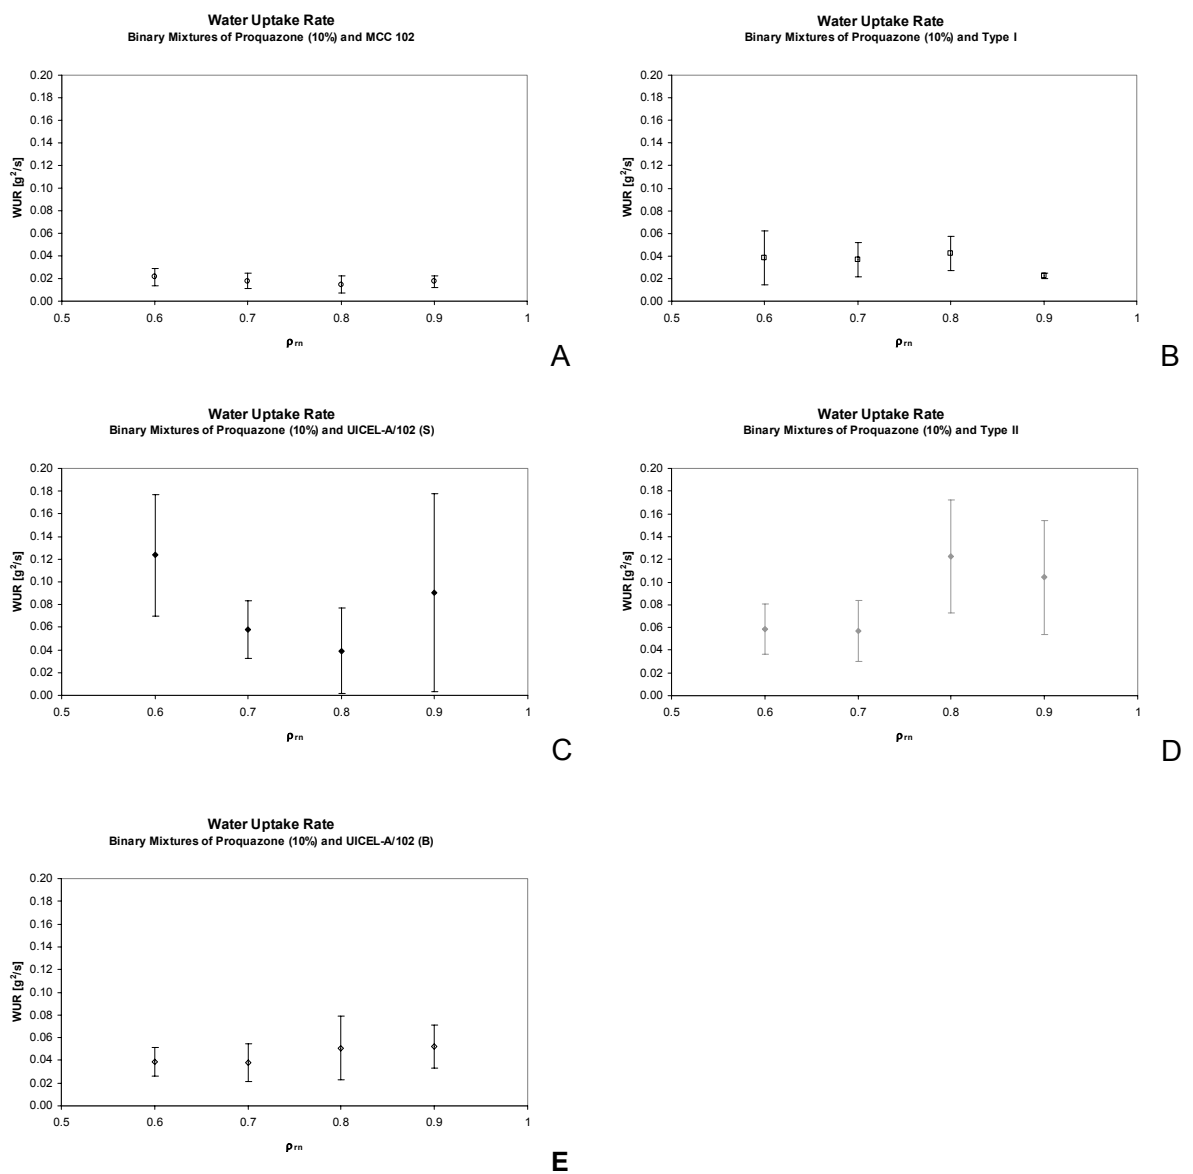 Water Uptake Rate
Binary Mixtures of Proquazone (10%) and MCC 102
0.20
0.18
0.16
0.14
0.12
0.10
0.08
0.06
0.04
0.02
0.00
WUR [g²/s]
0.5 0.6 0.7 0.8 0.9 1
ρrn
A
Water Uptake Rate
Binary Mixtures of Proquazone (10%) and Type I
0.20
0.18
0.16
0.14
0.12
0.10
0.08
0.06
0.04
0.02
0.00
WUR [g²/s]
0.5 0.6 0.7 0.8 0.9 1
ρrn
B
Water Uptake Rate
Binary Mixtures of Proquazone (10%) and UICEL-A/102 (S)
0.20
0.18
0.16
0.14
0.12
0.10
0.08
0.06
0.04
0.02
0.00
WUR [g²/s]
0.5 0.6 0.7 0.8 0.9 1
ρrn
C
Water Uptake Rate
Binary Mixtures of Proquazone (10%) and Type II
0.20
0.18
0.16
0.14
0.12
0.10
0.08
0.06
0.04
0.02
0.00
WUR [g²/s]
0.5 0.6 0.7 0.8 0.9 1
ρrn
D
Water Uptake Rate
Binary Mixtures of Proquazone (10%) and UICEL-A/102 (B)
0.20
0.18
0.16
0.14
0.12
0.10
0.08
0.06
0.04
0.02
0.00
WUR [g²/s]
0.5 0.6 0.7 0.8 0.9 1
ρrn
E